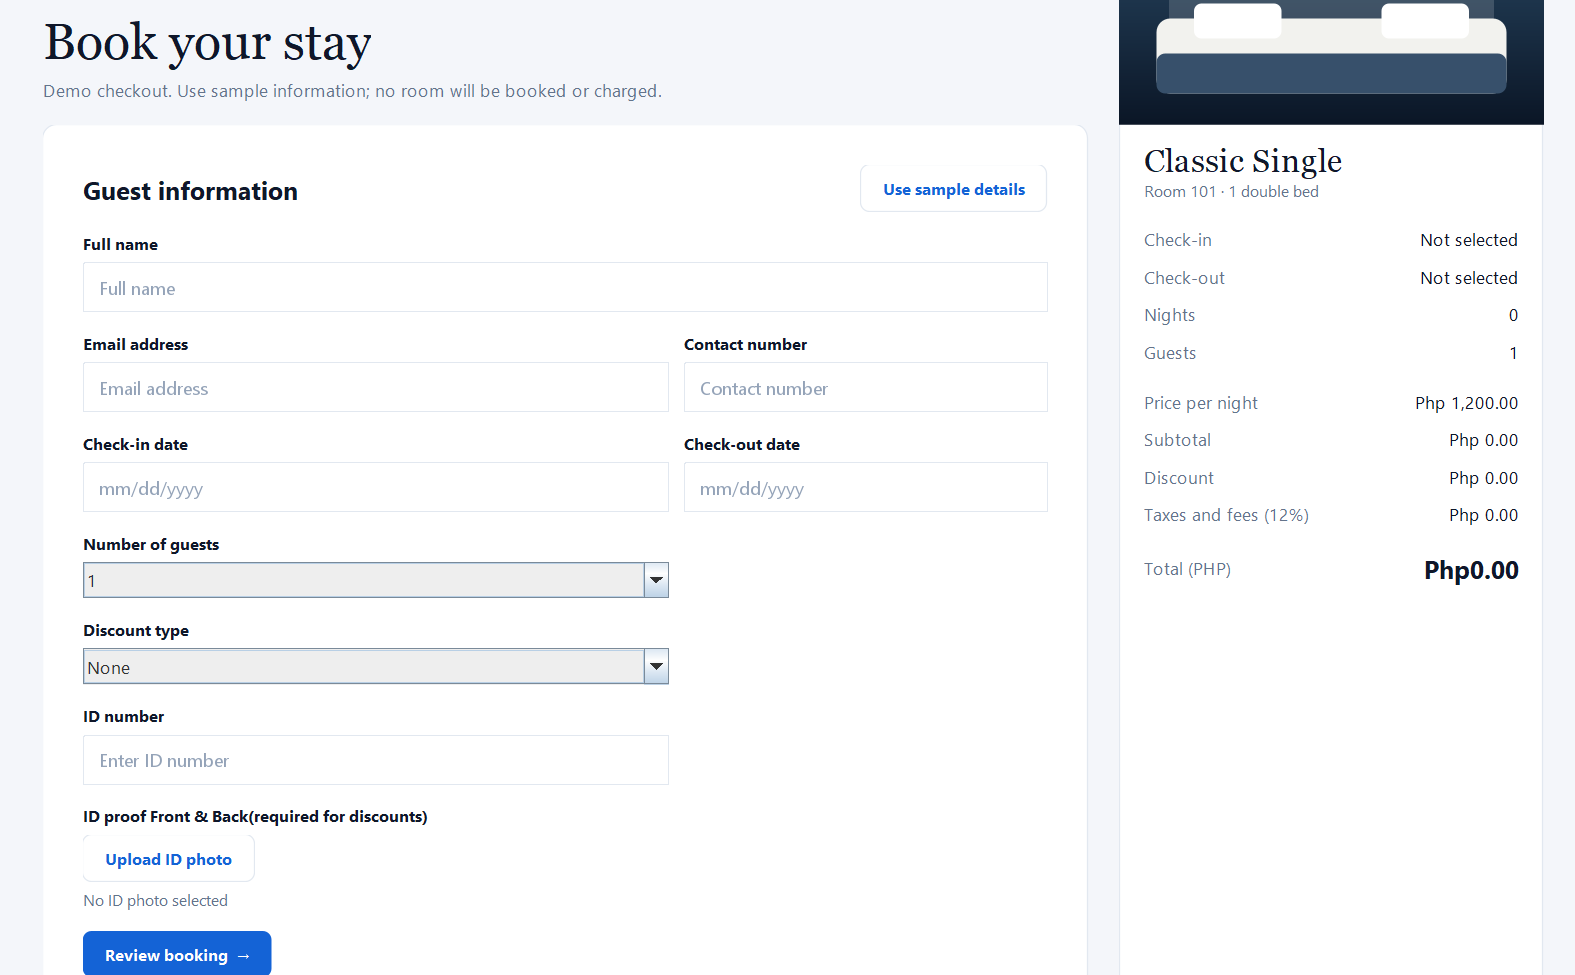 Book your stay
Demo checkout. Use sample information; no room will be booked or charged.
Guest information
Use sample details
Full name
Full name
Email address
Contact number
Email address
Contact number
Check-in date
Check-out date
mm/dd/yyyy
mm/dd/yyyy
Number of guests
1
Discount type
None
ID number
Enter ID number
ID proof Front & Back(required for discounts)
Upload ID photo
No ID photo selected
Review booking →
Classic Single
Room 101 · 1 double bed
Check-in Not selected
Check-out Not selected
Nights 0
Guests 1
Price per night Php 1,200.00
Subtotal Php 0.00
Discount Php 0.00
Taxes and fees (12%) Php 0.00
Total (PHP) Php0.00